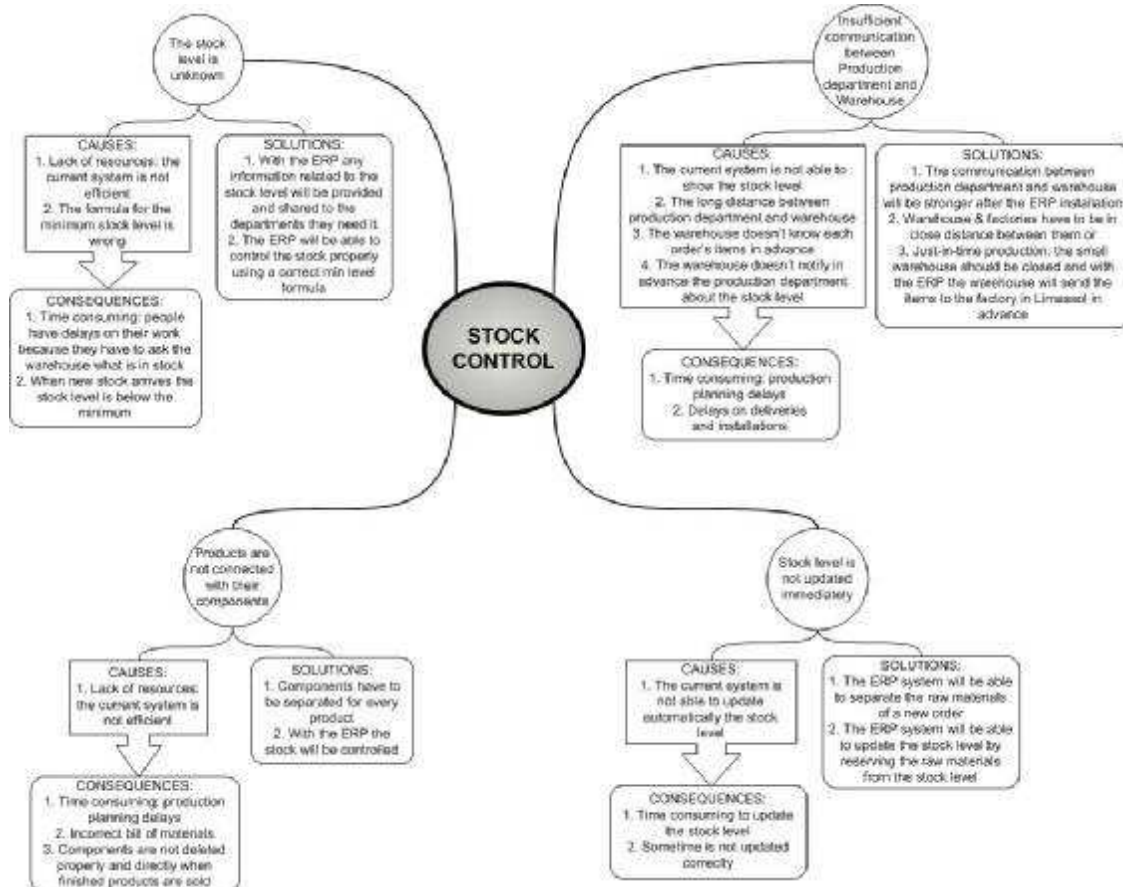 The stock
level is
unknown
CAUSES:
1. Lack of resources: the
current system is not
efficient
2. The formula for the
minimum stock level is
wrong
SOLUTIONS:
1. With the ERP any
information related to the
stock level will be provided
and shared to the
departments they need it
2. The ERP will be able to
control the stock properly
using a correct min level
formula
CONSEQUENCES:
1. Time consuming: people
have delays on their work
because they have to ask the
warehouse what is in stock
2. When new stock arrives the
stock level is below the
minimum
Insufficient
communication
between
Production
department and
Warehouse
CAUSES:
1. The current system is not able to
show the stock level
2. The long distance between
production department and warehouse
3. The warehouse doesn't know each
order's items in advance
4. The warehouse doesn't notify in
advance the production department
about the stock level
SOLUTIONS:
1. The communication between
production department and warehouse
will be stronger after the ERP installation
2. Warehouse & factories have to be in
close distance between them or
3. Just-in-time production: the small
warehouse should be closed and with
the ERP the warehouse will send the
items to the factory in Limassol in
advance
CONSEQUENCES:
1. Time consuming: production
planning delays
2. Delays on deliveries
and installations
STOCK
CONTROL
Products are
not connected
with their
components
CAUSES:
1. Lack of resources:
the current system is
not efficient
SOLUTIONS:
1. Components have to
be separated for every
product
2. With the ERP the
stock will be controlled
CONSEQUENCES:
1. Time consuming: production
planning delays
2. Incorrect bill of materials.
3. Components are not deleted
properly and directly when
finished products are sold
Stock level is
not updated
immediately
CAUSES:
1. The current system is
not able to update
automatically the stock
level
SOLUTIONS:
1. The ERP system will be able
to separate the raw materials
of a new order
2. The ERP system will be able
to update the stock level by
reserving the raw materials
from the stock level
CONSEQUENCES:
1. Time consuming to update
the stock level
2. Sometime is not updated
correctly